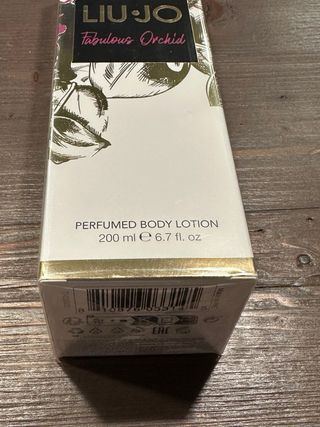 LIU·JO
Fabulous Orchid
PERFUMED BODY LOTION
200 ml ℮ 6.7 fl. oz